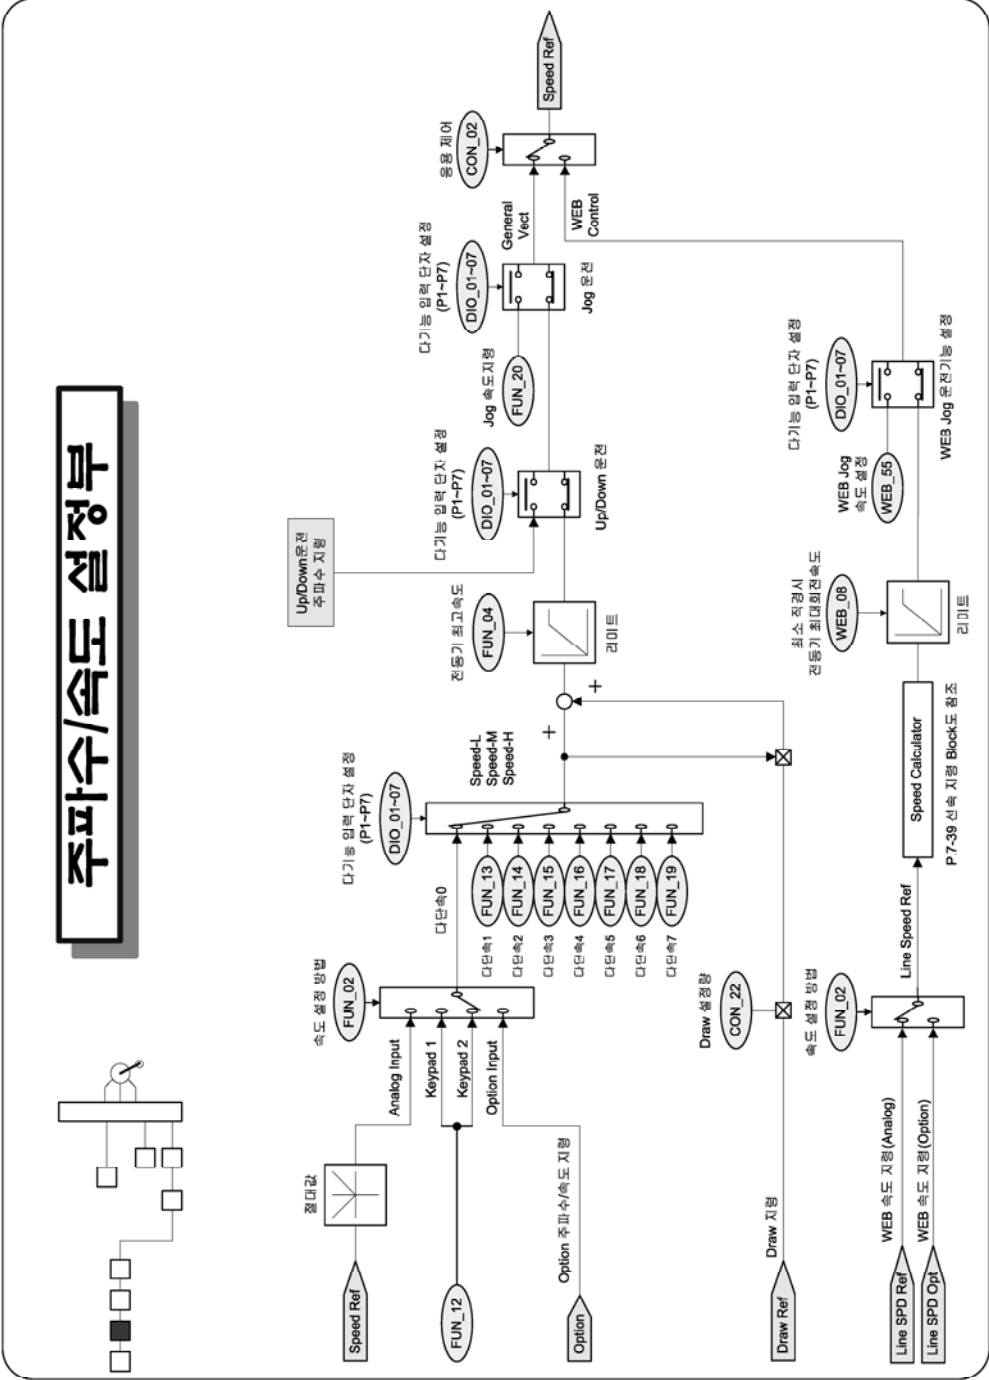 주파수/속도 설정부
Speed Ref
절대값
FUN_12
Option
Option 주파수/속도 지령
Analog Input
Keypad 1
Keypad 2
Option Input
속도 설정 방법
FUN_02
다단속0
다단속1
FUN_13
다단속2
FUN_14
다단속3
FUN_15
다단속4
FUN_16
다단속5
FUN_17
다단속6
FUN_18
다단속7
FUN_19
다기능 입력 단자 설정
(P1~P7)
DIO_01~07
Speed-L
Speed-M
Speed-H
+
+
전동기 최고속도
FUN_04
리미트
Up/Down운전
주파수 지령
다기능 입력 단자 설정
(P1~P7)
DIO_01~07
Up/Down 운전
Jog 속도지령
FUN_20
다기능 입력 단자 설정
(P1~P7)
DIO_01~07
Jog 운전
General
Vect
WEB
Control
응용 제어
CON_02
Speed Ref
Draw Ref
Draw 지령
Draw 설정량
CON_22
Line SPD Ref
Line SPD Opt
WEB 속도 지령(Analog)
WEB 속도 지령(Option)
속도 설정 방법
FUN_02
Line Speed Ref
Speed Calculator
P.7-39 선속 지령 Block도 참조
최소 직경시
전동기 최대회전속도
WEB_08
리미트
WEB Jog
속도 설정
WEB_55
다기능 입력 단자 설정
(P1~P7)
DIO_01~07
WEB Jog 운전기능 설정